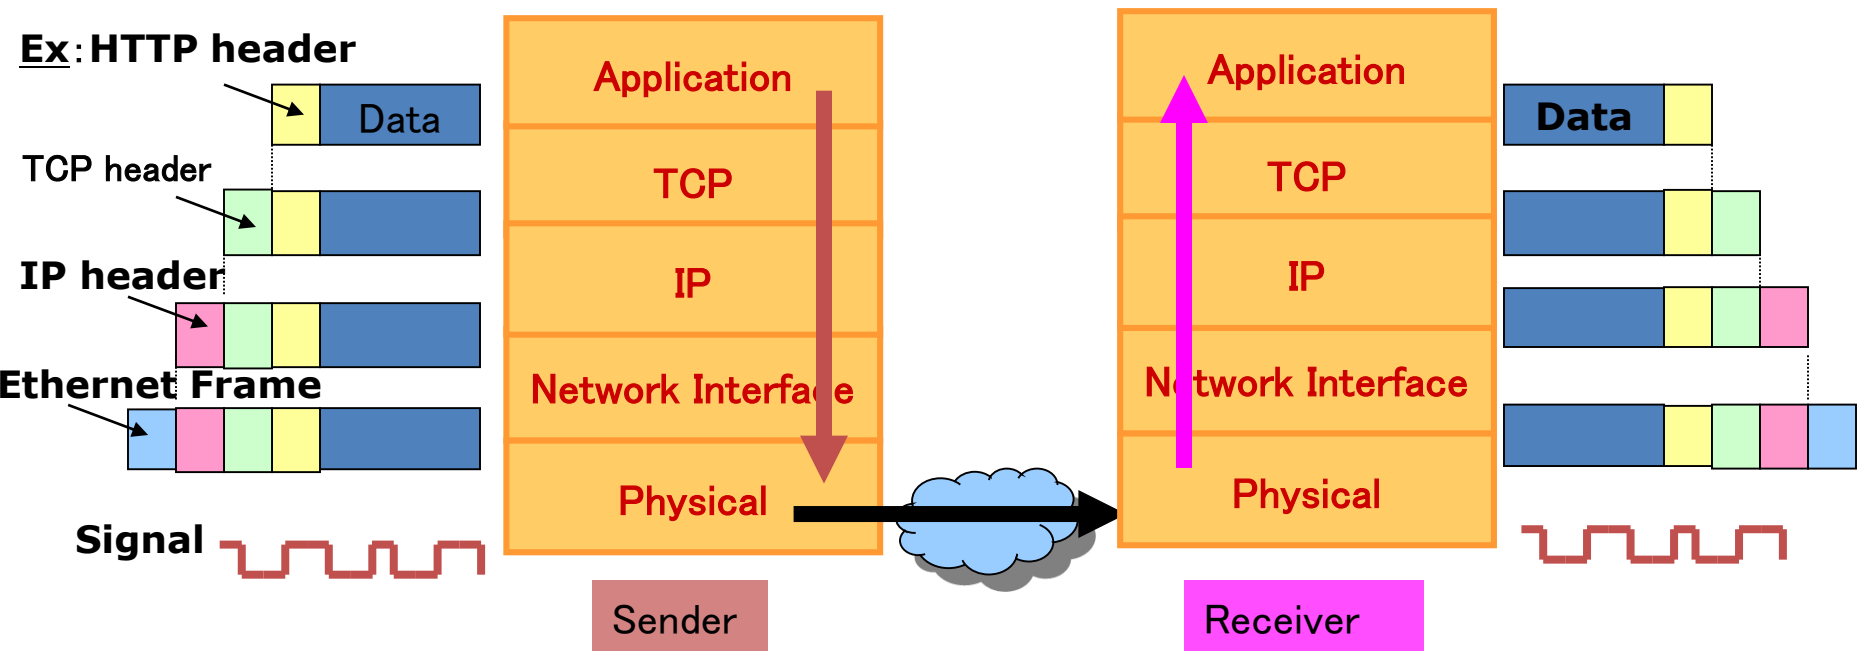 Ex:HTTP header
Data
TCP header
IP header
Ethernet Frame
Signal
Application
TCP
IP
Network Interface
Physical
Sender
Application
TCP
IP
Network Interface
Physical
Receiver
Data